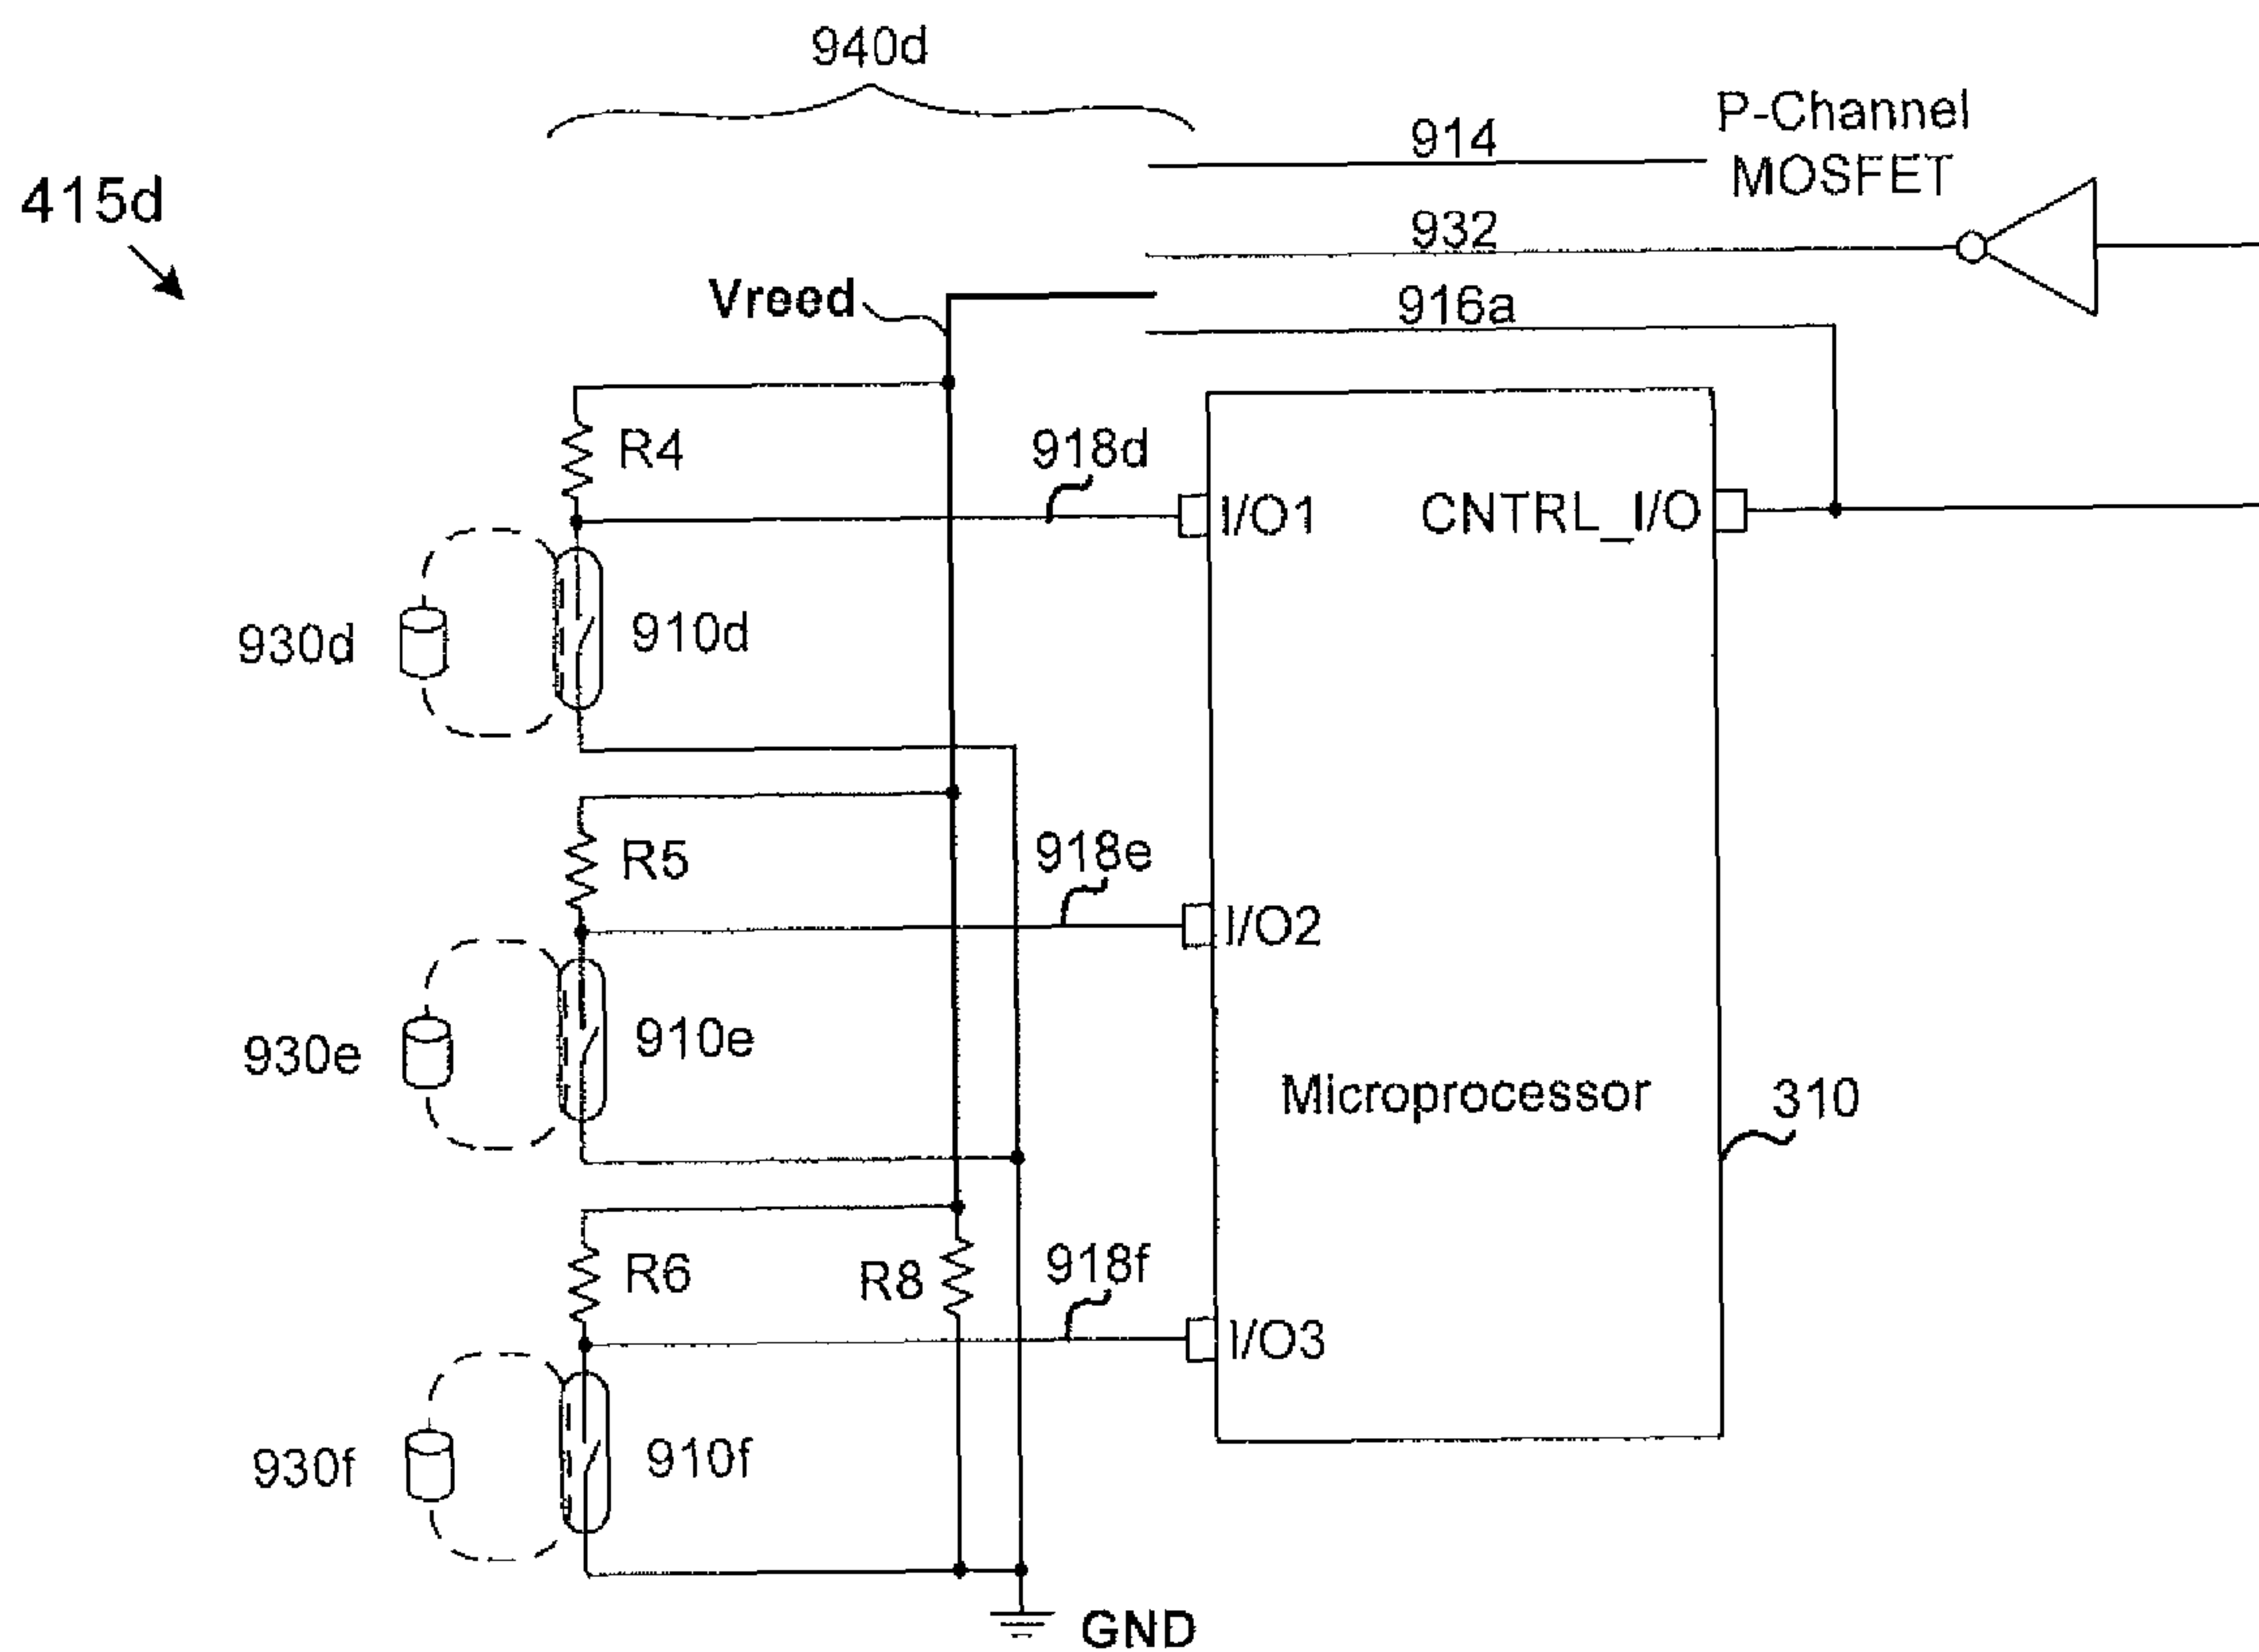 940d
P-Channel
MOSFET
914
415d
932
Vreed
916a
R4
918d
I/O1
CNTRL_I/O
930d
910d
R5
918e
I/O2
930e
910e
Microprocessor
310
R6
R8
918f
I/O3
930f
910f
GND